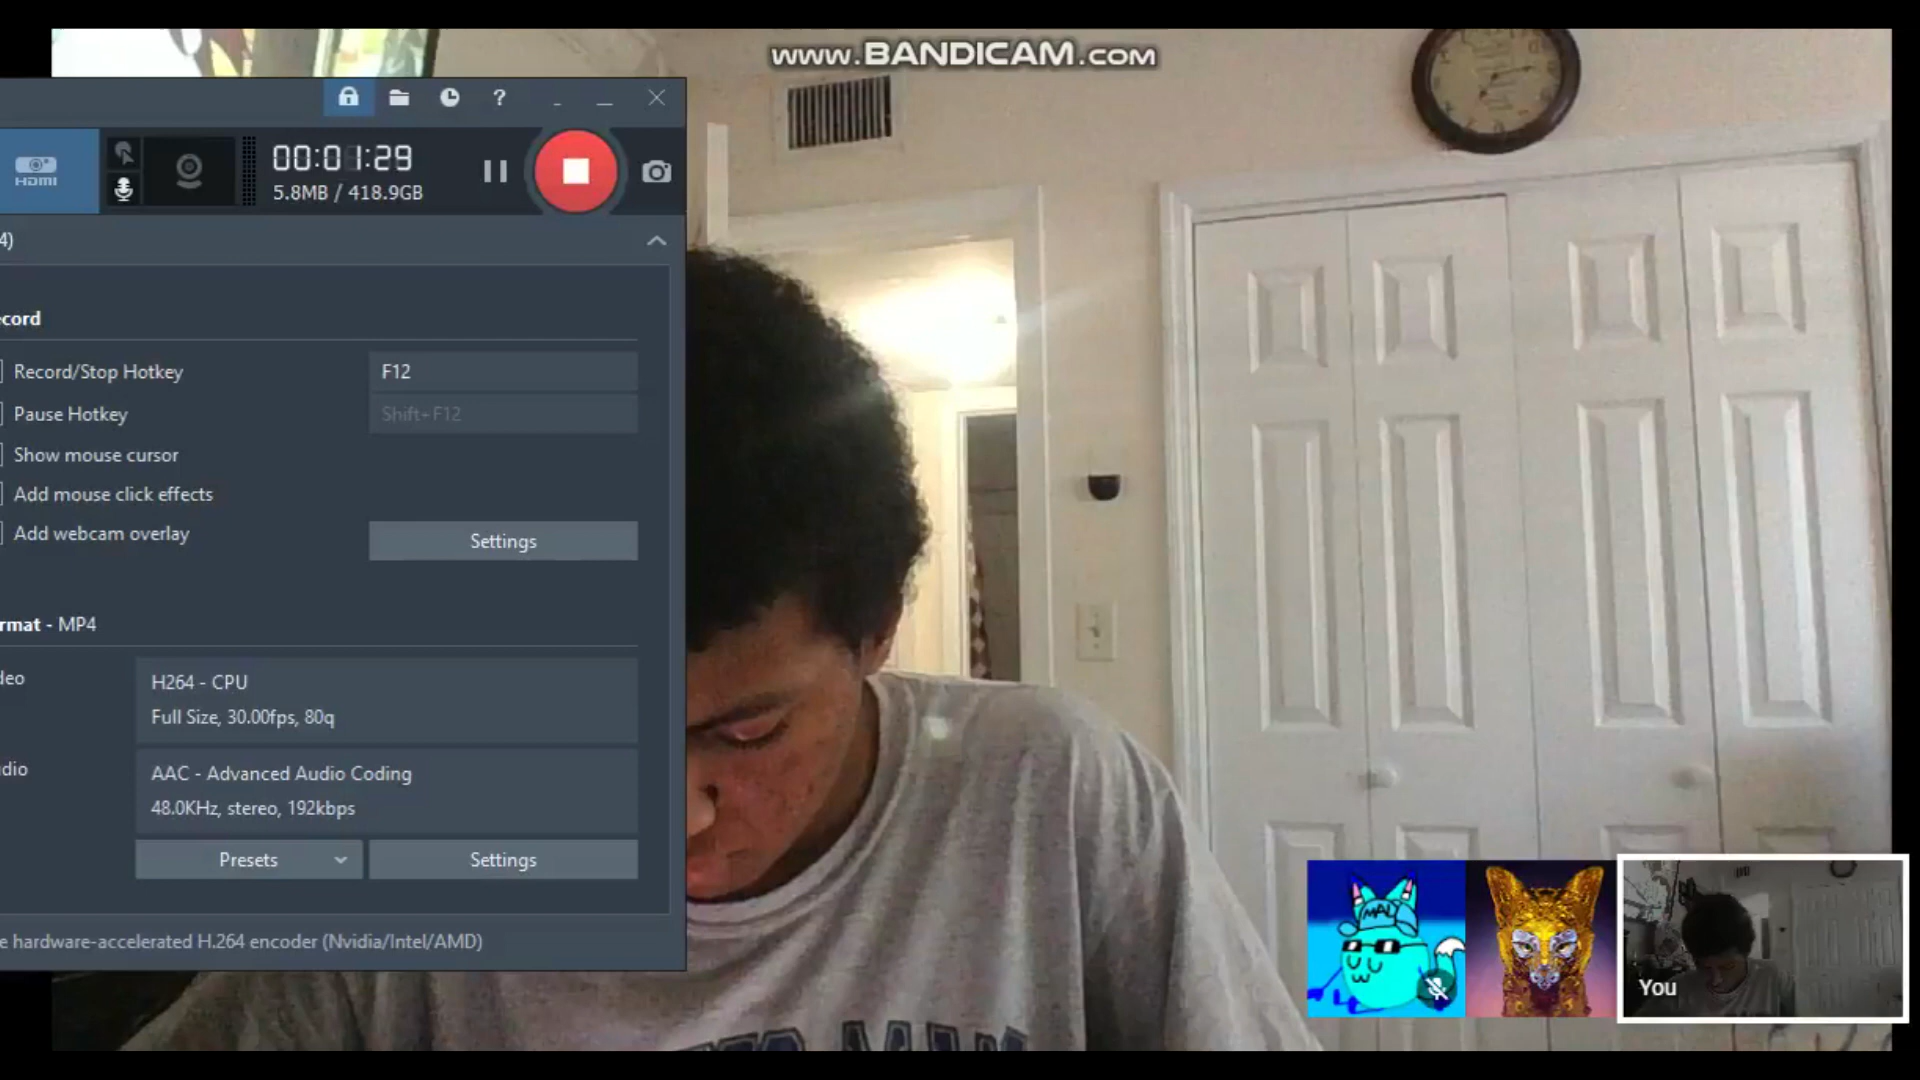 www.BANDICAM.com
?
HDMI
00:01:29
5.8MB / 418.9GB
4)
cord
Record/Stop Hotkey F12
Pause Hotkey Shift+F12
Show mouse cursor
Add mouse click effects
Add webcam overlay Settings
rmat - MP4
deo H264 - CPU
Full Size, 30.00fps, 80q
dio AAC - Advanced Audio Coding
48.0KHz, stereo, 192kbps
Presets Settings
e hardware-accelerated H.264 encoder (Nvidia/Intel/AMD)
You